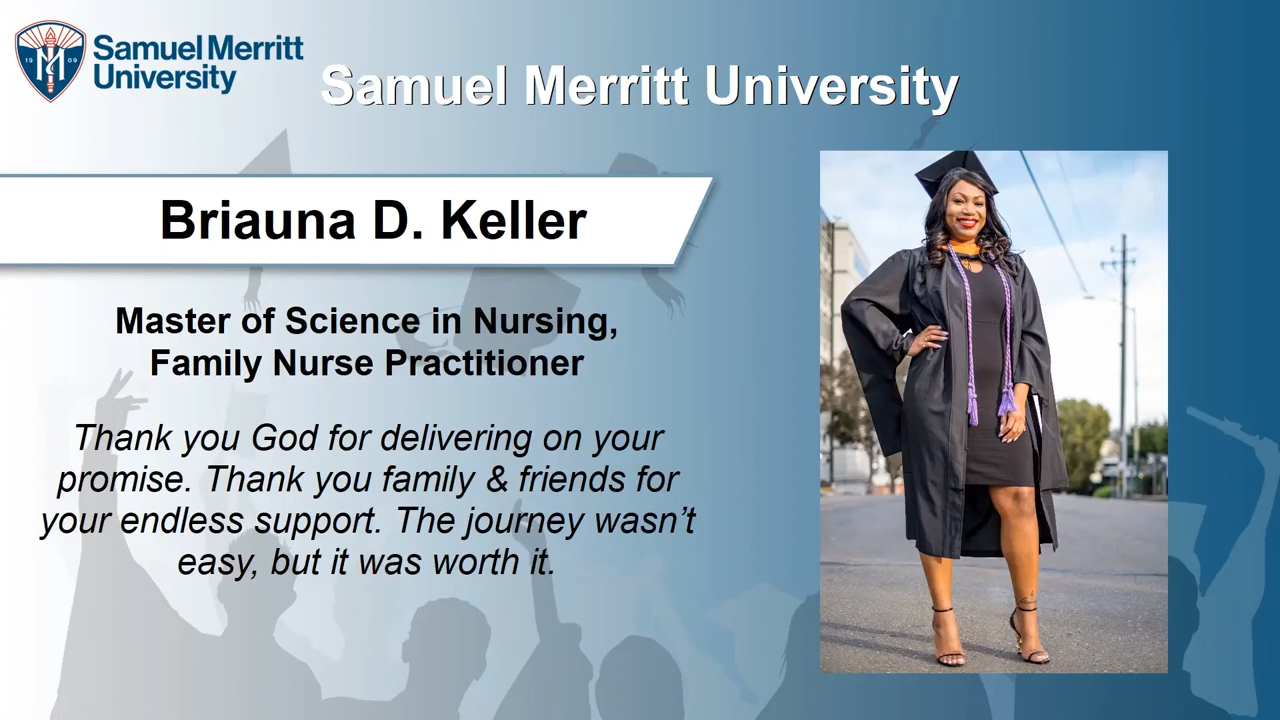 Samuel Merritt
University
19 09
Samuel Merritt University
Briauna D. Keller
Master of Science in Nursing,
Family Nurse Practitioner
Thank you God for delivering on your
promise. Thank you family & friends for
your endless support. The journey wasn’t
easy, but it was worth it.